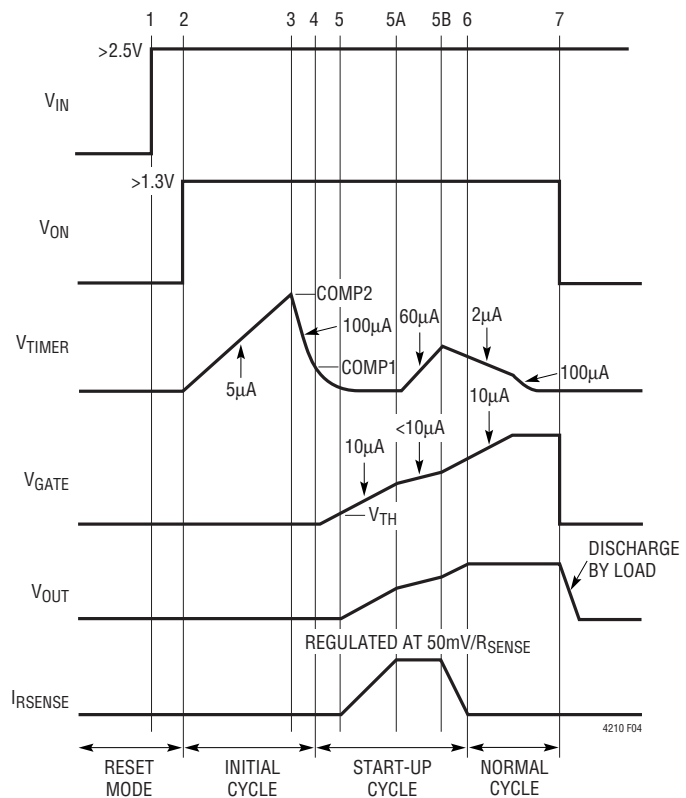 1 2 3 4 5 5A 5B 6 7
>2.5V
VIN
>1.3V
VON
COMP2
100µA
60µA
2µA
VTIMER
COMP1
100µA
5µA
10µA
<10µA
10µA
VGATE
VTH
DISCHARGE
BY LOAD
VOUT
REGULATED AT 50mV/RSENSE
IRSENSE
4210 F04
RESET
MODE
INITIAL
CYCLE
START-UP
CYCLE
NORMAL
CYCLE